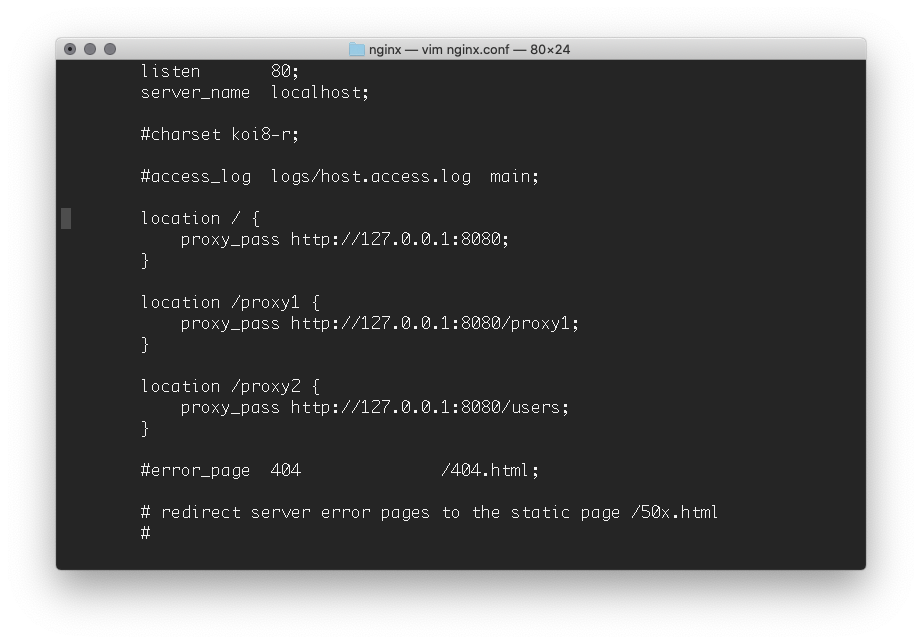 nginx — vim nginx.conf — 80×24
listen       80;
server_name  localhost;
#charset koi8-r;
#access_log  logs/host.access.log  main;
location / {
    proxy_pass http://127.0.0.1:8080;
}
location /proxy1 {
    proxy_pass http://127.0.0.1:8080/proxy1;
}
location /proxy2 {
    proxy_pass http://127.0.0.1:8080/users;
}
#error_page  404              /404.html;
# redirect server error pages to the static page /50x.html
#